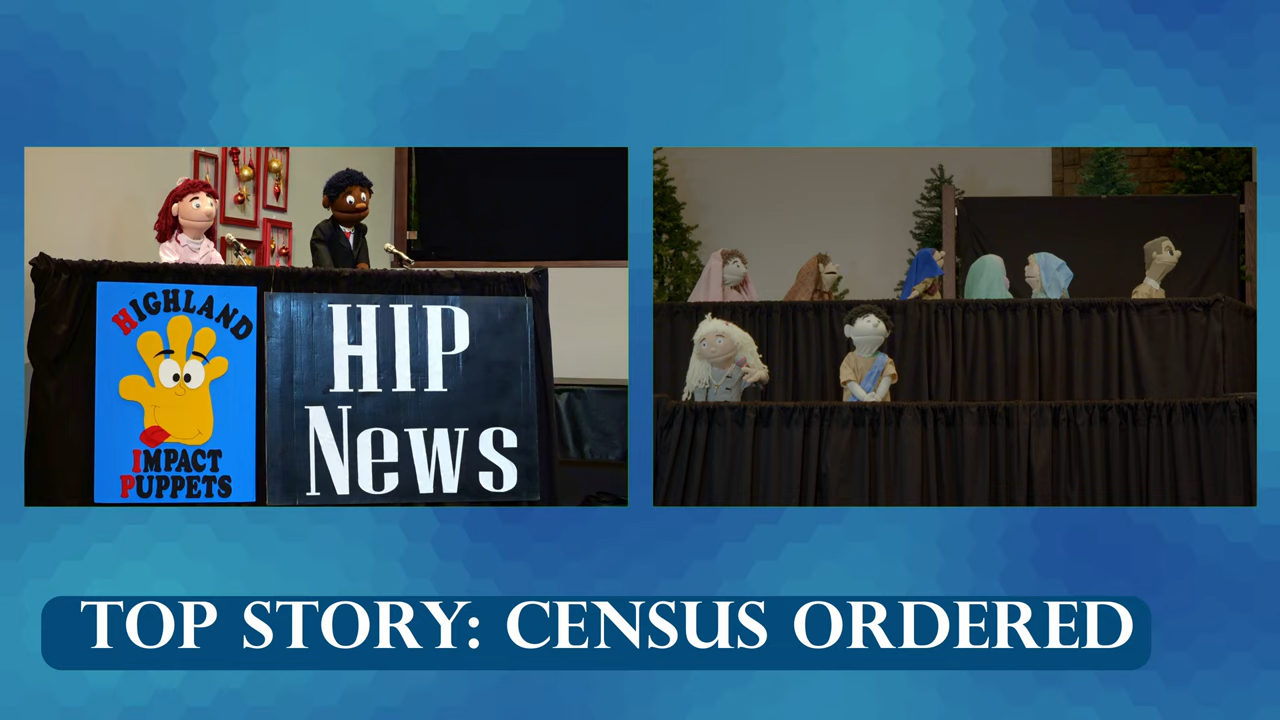 HIGHLAND
IMPACT
PUPPETS
HIP
NEWS
TOP STORY: CENSUS ORDERED